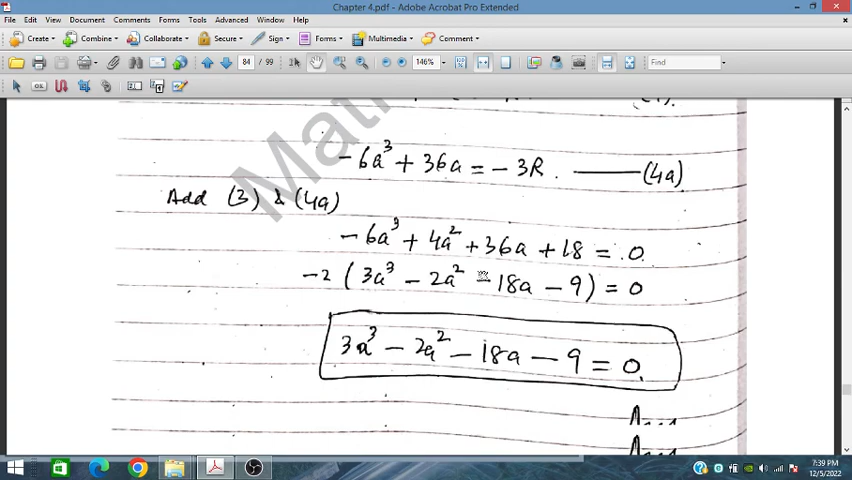 Chapter 4.pdf - Adobe Acrobat Pro Extended
File Edit View Document Comments Forms Tools Advanced Window Help
Create Combine Collaborate Secure Sign Forms Multimedia Comment
84 / 99 146% Find
-6a³ + 36a = -3R. ——— (4a)
Add (3) & (4a)
-6a³ + 4a² + 36a + 18 = 0.
-2 (3a³ - 2a² - 18a - 9) = 0
3a³ - 2a² - 18a - 9 = 0.
7:39 PM
12/5/2022